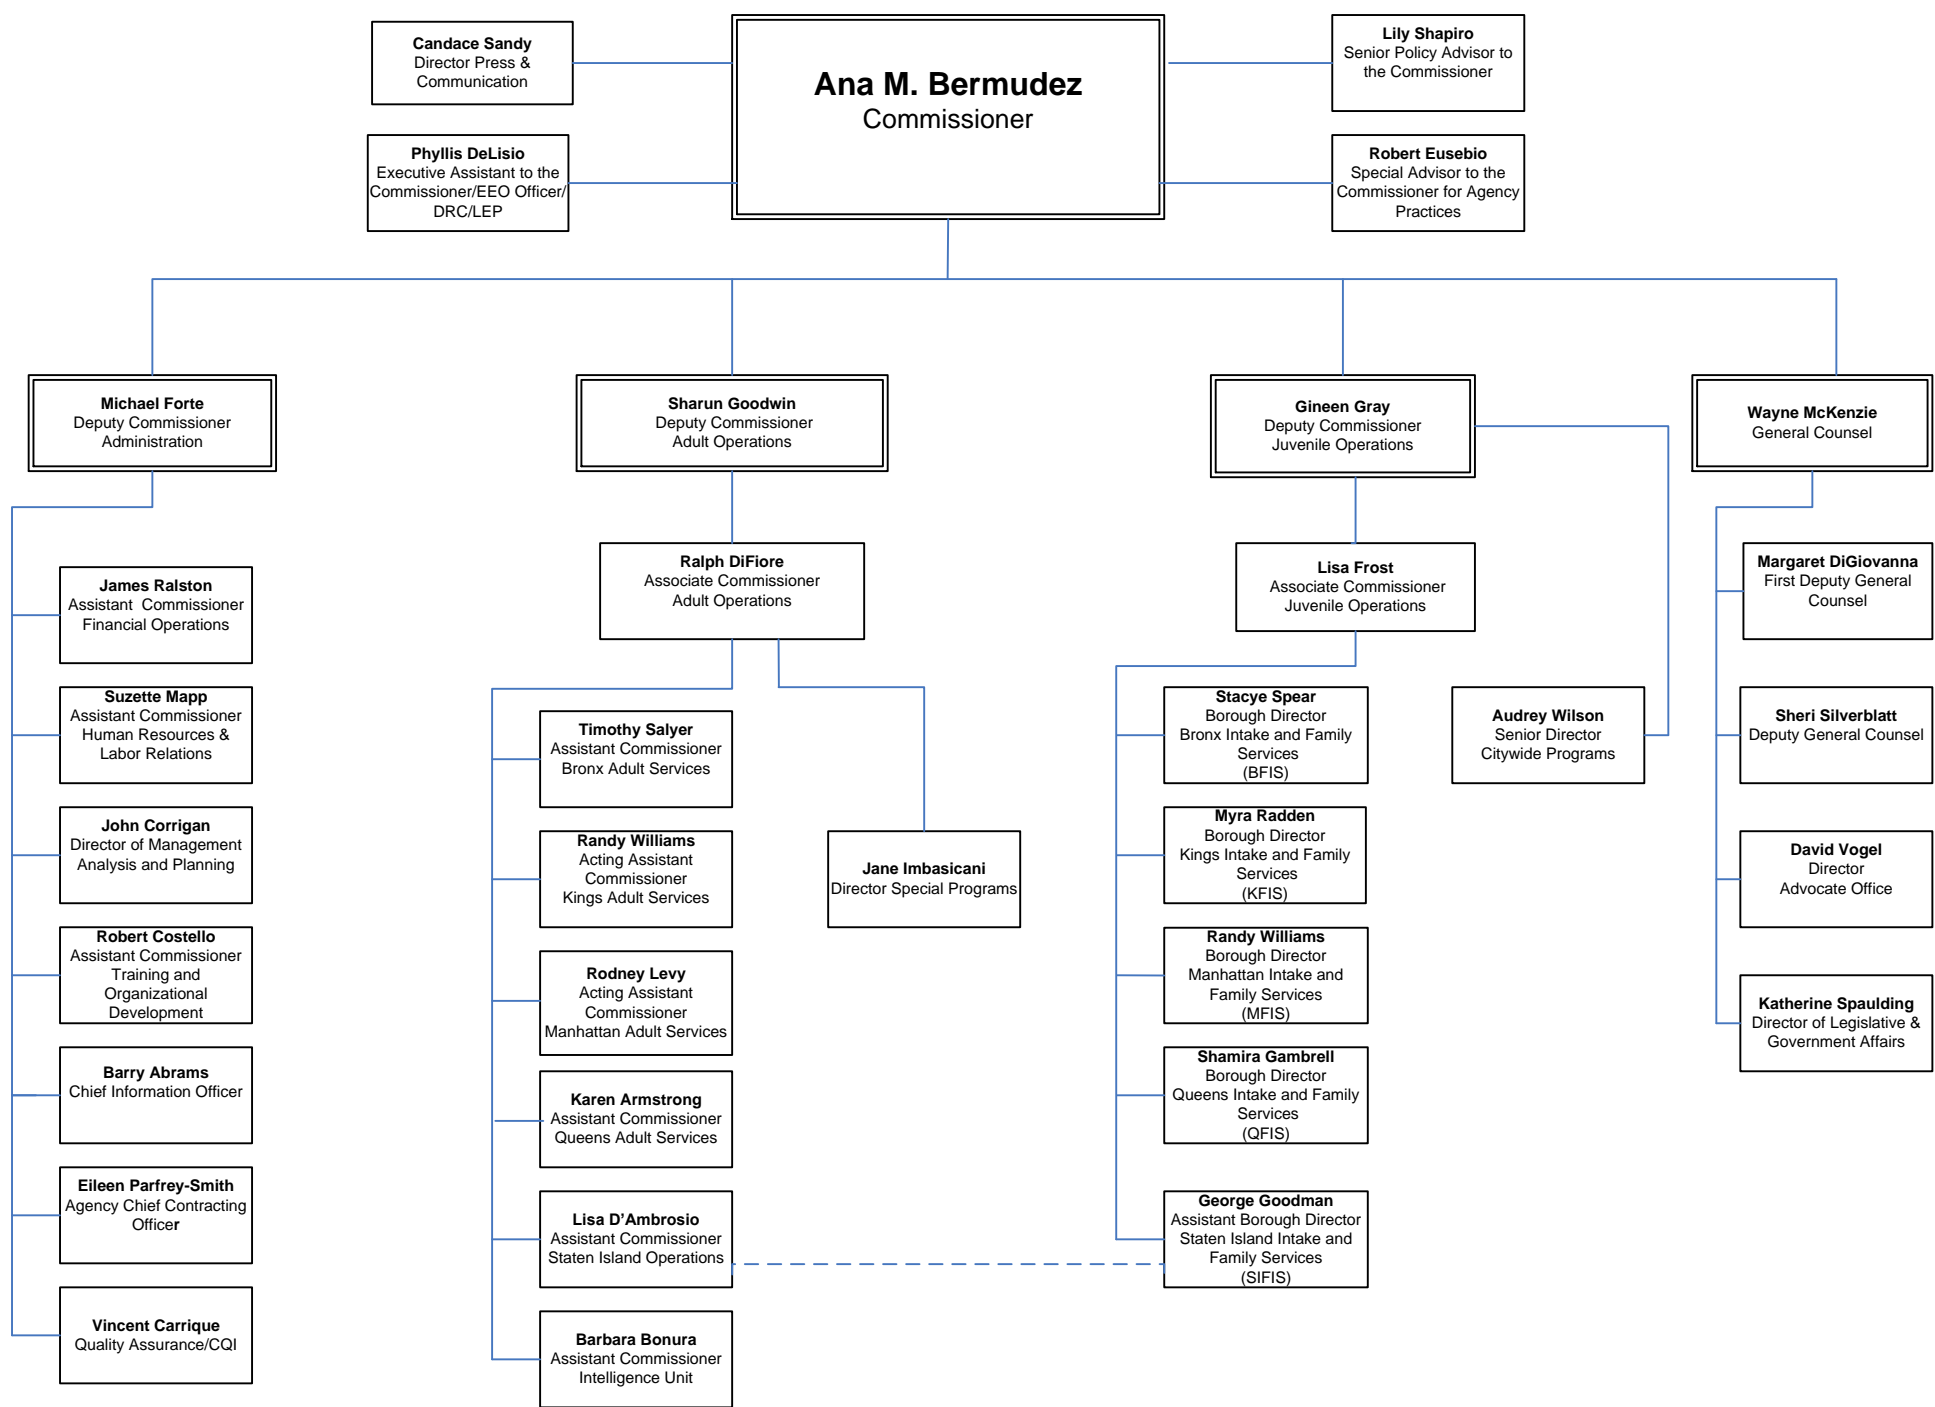 Candace Sandy
Director Press &
Communication
Ana M. Bermudez
Commissioner
Lily Shapiro
Senior Policy Advisor to
the Commissioner
Phyllis DeLisio
Executive Assistant to the
Commissioner/EEO Officer/
DRC/LEP
Robert Eusebio
Special Advisor to the
Commissioner for Agency
Practices
Michael Forte
Deputy Commissioner
Administration
Sharun Goodwin
Deputy Commissioner
Adult Operations
Gineen Gray
Deputy Commissioner
Juvenile Operations
Wayne McKenzie
General Counsel
James Ralston
Assistant  Commissioner
Financial Operations
Suzette Mapp
Assistant Commissioner
Human Resources &
Labor Relations
John Corrigan
Director of Management
Analysis and Planning
Robert Costello
Assistant Commissioner
Training and
Organizational
Development
Barry Abrams
Chief Information Officer
Eileen Parfrey-Smith
Agency Chief Contracting
Officer
Vincent Carrique
Quality Assurance/CQI
Ralph DiFiore
Associate Commissioner
Adult Operations
Timothy Salyer
Assistant Commissioner
Bronx Adult Services
Randy Williams
Acting Assistant
Commissioner
Kings Adult Services
Rodney Levy
Acting Assistant
Commissioner
Manhattan Adult Services
Karen Armstrong
Assistant Commissioner
Queens Adult Services
Lisa D’Ambrosio
Assistant Commissioner
Staten Island Operations
Barbara Bonura
Assistant Commissioner
Intelligence Unit
Jane Imbasicani
Director Special Programs
Lisa Frost
Associate Commissioner
Juvenile Operations
Stacye Spear
Borough Director
Bronx Intake and Family
Services
(BFIS)
Myra Radden
Borough Director
Kings Intake and Family
Services
(KFIS)
Randy Williams
Borough Director
Manhattan Intake and
Family Services
(MFIS)
Shamira Gambrell
Borough Director
Queens Intake and Family
Services
(QFIS)
George Goodman
Assistant Borough Director
Staten Island Intake and
Family Services
(SIFIS)
Audrey Wilson
Senior Director
Citywide Programs
Margaret DiGiovanna
First Deputy General
Counsel
Sheri Silverblatt
Deputy General Counsel
David Vogel
Director
Advocate Office
Katherine Spaulding
Director of Legislative &
Government Affairs